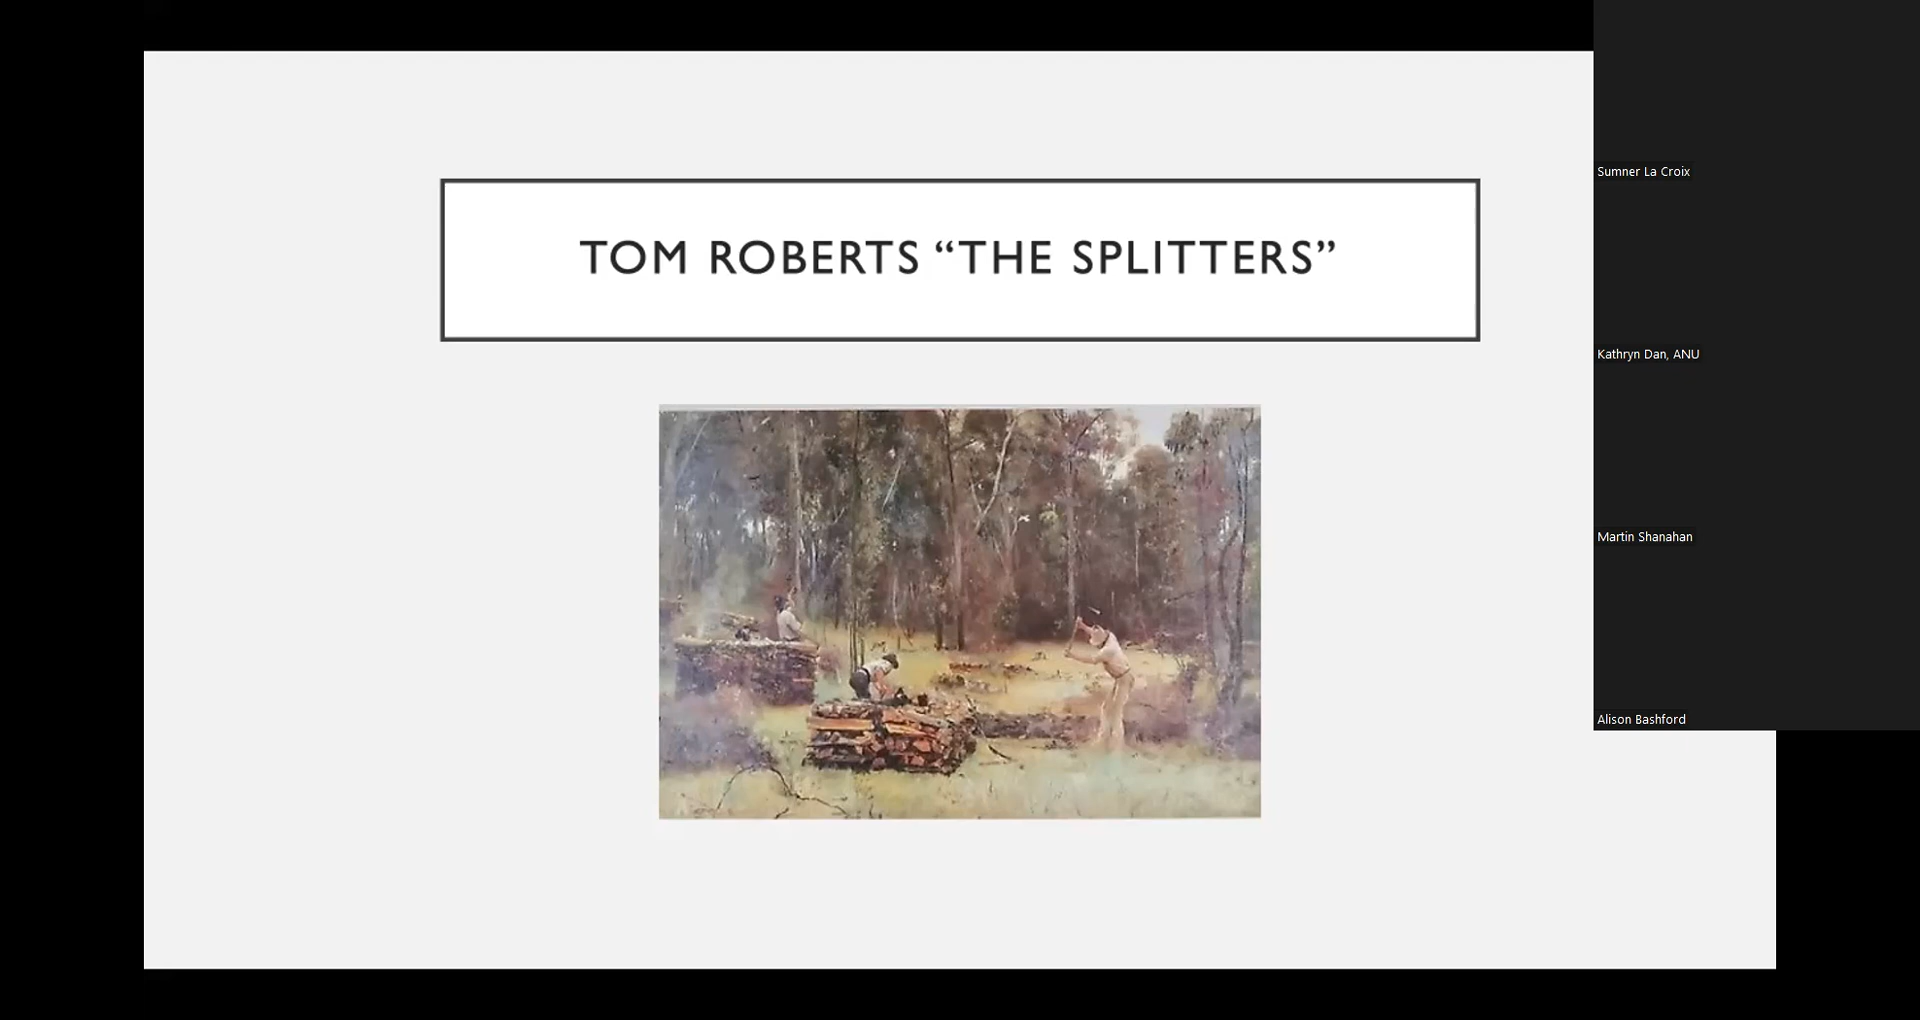 TOM ROBERTS “THE SPLITTERS”
Sumner La Croix
Kathryn Dan, ANU
Martin Shanahan
Alison Bashford